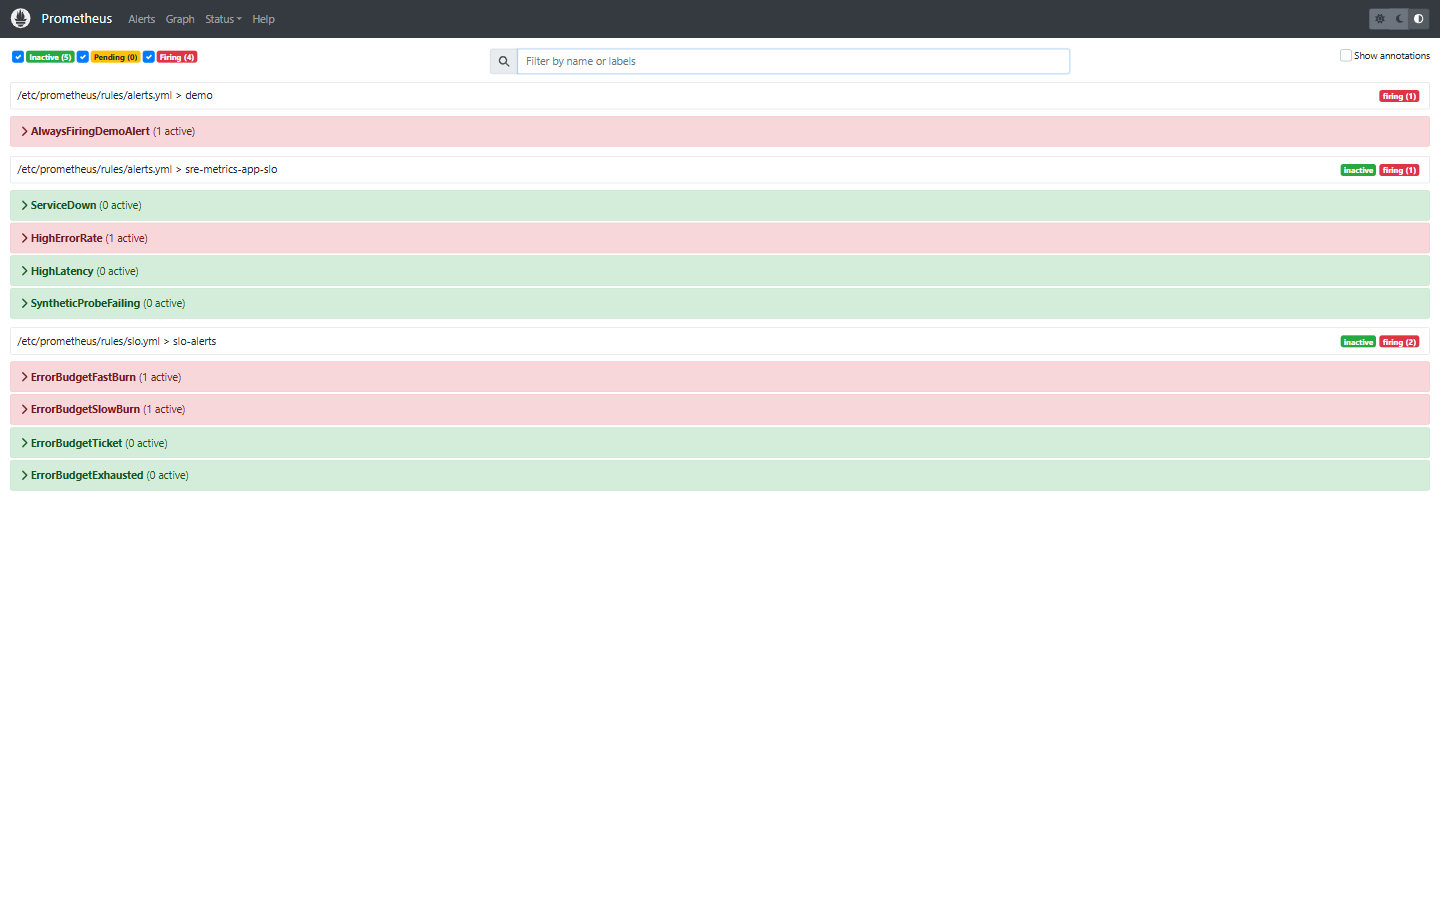 Prometheus Alerts Graph Status Help
Inactive (5) Pending (0) Firing (4)
Filter by name or labels
Show annotations
/etc/prometheus/rules/alerts.yml > demo firing (1)
AlwaysFiringDemoAlert (1 active)
/etc/prometheus/rules/alerts.yml > sre-metrics-app-slo inactive firing (1)
ServiceDown (0 active)
HighErrorRate (1 active)
HighLatency (0 active)
SyntheticProbeFailing (0 active)
/etc/prometheus/rules/slo.yml > slo-alerts inactive firing (2)
ErrorBudgetFastBurn (1 active)
ErrorBudgetSlowBurn (1 active)
ErrorBudgetTicket (0 active)
ErrorBudgetExhausted (0 active)